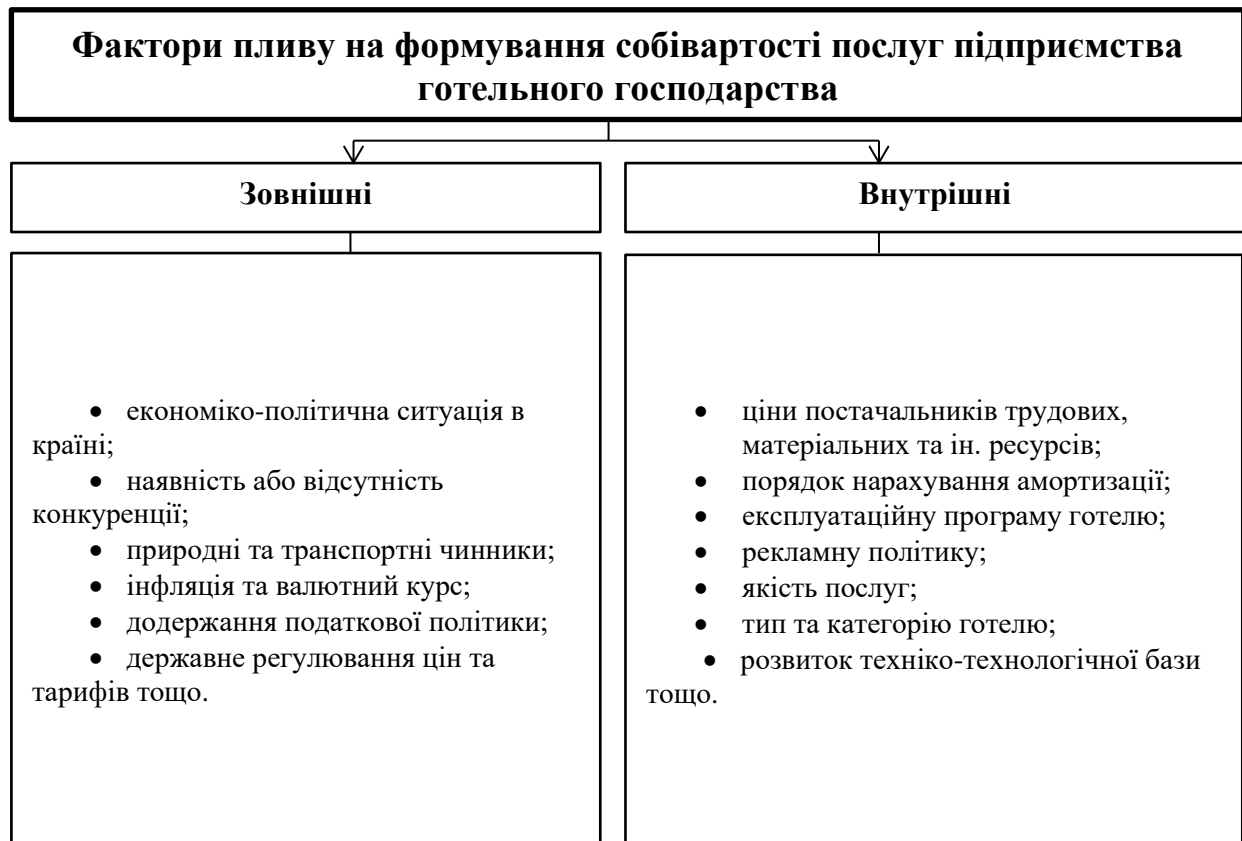 Фактори пливу на формування собівартості послуг підприємства
готельного господарства
Зовнішні
Внутрішні
• економіко-політична ситуація в
країні;
• наявність або відсутність
конкуренції;
• природні та транспортні чинники;
• інфляція та валютний курс;
• додержання податкової політики;
• державне регулювання цін та
тарифів тощо.
• ціни постачальників трудових,
матеріальних та ін. ресурсів;
• порядок нарахування амортизації;
• експлуатаційну програму готелю;
• рекламну політику;
• якість послуг;
• тип та категорію готелю;
• розвиток техніко-технологічної бази
тощо.